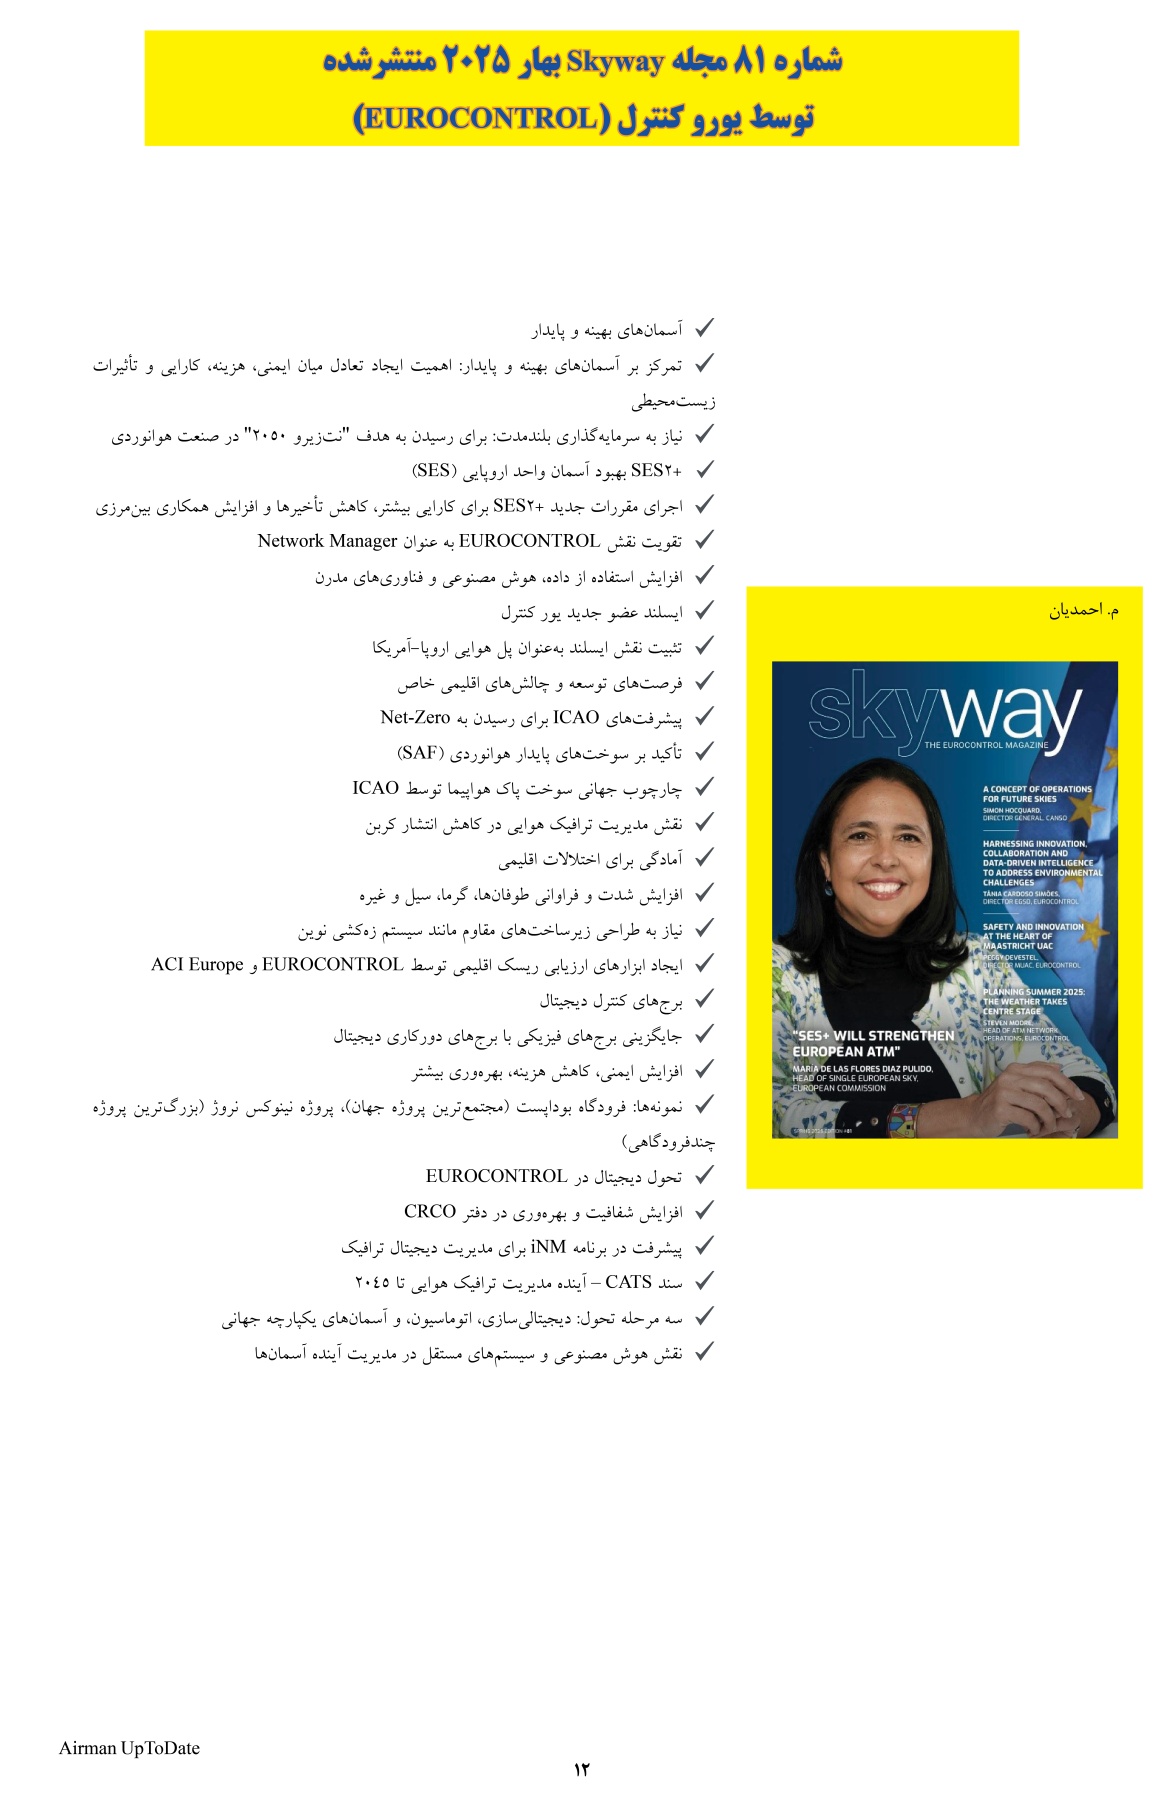 شماره ۸۱ مجله Skyway بهار ۲۰۲۵ منتشرشده
توسط یورو کنترل (EUROCONTROL)
آسمان‌های بهینه و پایدار
تمرکز بر آسمان‌های بهینه و پایدار: اهمیت ایجاد تعادل میان ایمنی، هزینه، کارایی و تأثیرات
زیست‌محیطی
نیاز به سرمایه‌گذاری بلندمدت: برای رسیدن به هدف "نت‌زیرو ۲۰۵۰" در صنعت هوانوردی
SES۲+ بهبود آسمان واحد اروپایی (SES)
اجرای مقررات جدید SES۲+ برای کارایی بیشتر، کاهش تأخیرها و افزایش همکاری بین‌مرزی
تقویت نقش EUROCONTROL به عنوان Network Manager
افزایش استفاده از داده، هوش مصنوعی و فناوری‌های مدرن
ایسلند عضو جدید یور کنترل
تثبیت نقش ایسلند به‌عنوان پل هوایی اروپا-آمریکا
فرصت‌های توسعه و چالش‌های اقلیمی خاص
پیشرفت‌های ICAO برای رسیدن به Net-Zero
تأکید بر سوخت‌های پایدار هوانوردی (SAF)
چارچوب جهانی سوخت پاک هواپیما توسط ICAO
نقش مدیریت ترافیک هوایی در کاهش انتشار کربن
آمادگی برای اختلالات اقلیمی
افزایش شدت و فراوانی طوفان‌ها، گرما، سیل و غیره
نیاز به طراحی زیرساخت‌های مقاوم مانند سیستم زه‌کشی نوین
ایجاد ابزارهای ارزیابی ریسک اقلیمی توسط EUROCONTROL و ACI Europe
برج‌های کنترل دیجیتال
جایگزینی برج‌های فیزیکی با برج‌های دورکاری دیجیتال
افزایش ایمنی، کاهش هزینه، بهره‌وری بیشتر
نمونه‌ها: فرودگاه بوداپست (مجتمع‌ترین پروژه جهان)، پروژه نینوکس نروژ (بزرگ‌ترین پروژه
چندفرودگاهی)
تحول دیجیتال در EUROCONTROL
افزایش شفافیت و بهره‌وری در دفتر CRCO
پیشرفت در برنامه iNM برای مدیریت دیجیتال ترافیک
سند CATS – آینده مدیریت ترافیک هوایی تا ۲۰٤٥
سه مرحله تحول: دیجیتالی‌سازی، اتوماسیون، و آسمان‌های یکپارچه جهانی
نقش هوش مصنوعی و سیستم‌های مستقل در مدیریت آینده آسمان‌ها
م. احمدیان
skyway
THE EUROCONTROL MAGAZINE
A CONCEPT OF OPERATIONS
FOR FUTURE SKIES
SIMON HOCQUARD,
DIRECTOR GENERAL, CANSO
HARNESSING INNOVATION,
COLLABORATION AND
DATA-DRIVEN INTELLIGENCE
TO ADDRESS ENVIRONMENTAL
CHALLENGES
TÂNIA CARDOSO SIMÕES,
DIRECTOR EGSD, EUROCONTROL
SAFETY AND INNOVATION
AT THE HEART OF
MAASTRICHT UAC
PEGGY DEVESTEL,
DIRECTOR MUAC, EUROCONTROL
PLANNING SUMMER 2025:
THE WEATHER TAKES
CENTRE STAGE
STEVEN MOORE,
HEAD OF ATM NETWORK
OPERATIONS, EUROCONTROL
"SES+ WILL STRENGTHEN
EUROPEAN ATM"
MARIA DE LAS FLORES DIAZ PULIDO,
HEAD OF SINGLE EUROPEAN SKY,
EUROPEAN COMMISSION
SPRING 2025 EDITION #81
Airman UpToDate
۱۲